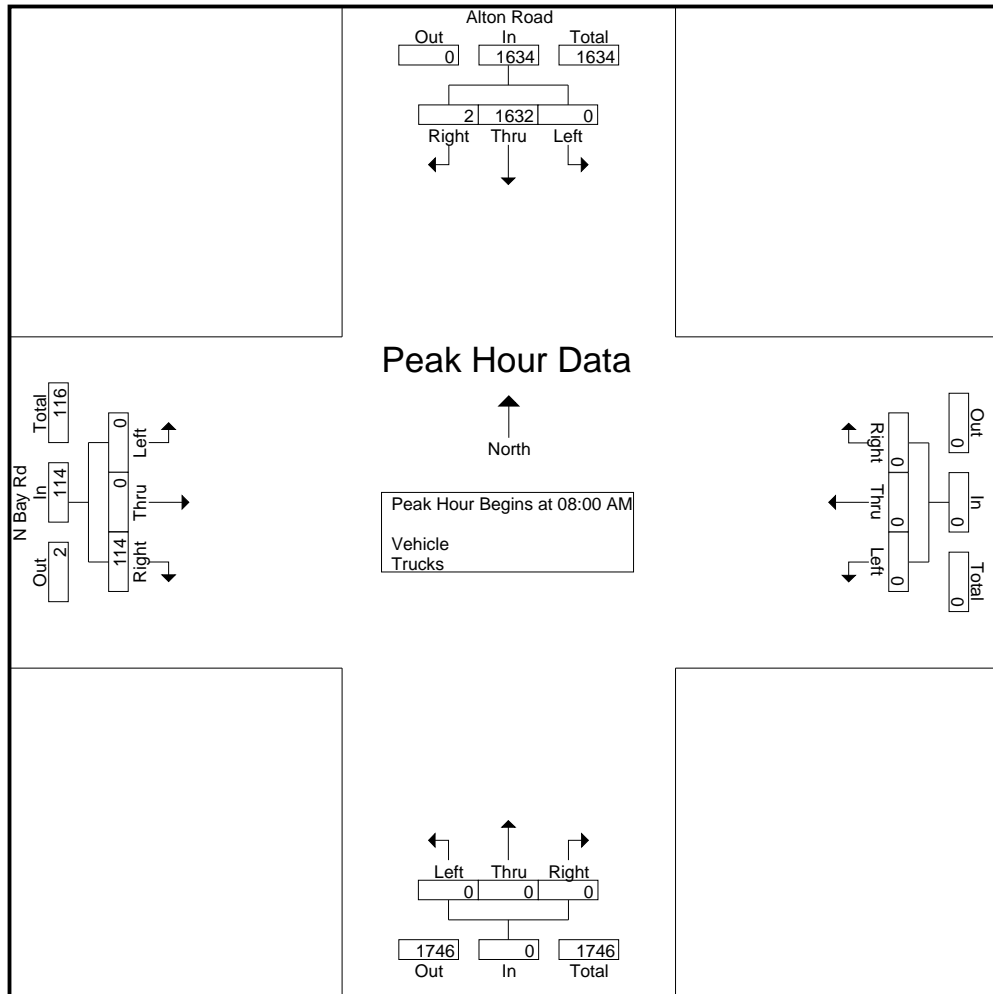 Alton Road
Out In Total
0 1634 1634
2 1632 0
Right Thru Left
Peak Hour Data
North
Peak Hour Begins at 08:00 AM
Vehicle
Trucks
N Bay Rd
Out In Total
2 114 116
114 0 0
Right Thru Left
Out In Total
0 0 0
Right Thru Left
0 0 0
Left Thru Right
0 0 0
1746 0 1746
Out In Total